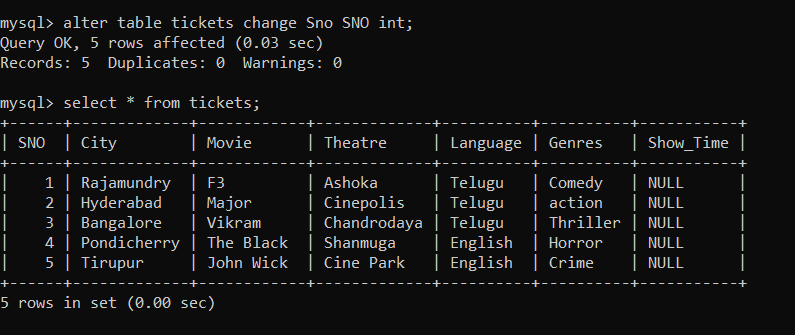 mysql> alter table tickets change Sno SNO int;
Query OK, 5 rows affected (0.03 sec)
Records: 5  Duplicates: 0  Warnings: 0

mysql> select * from tickets;
+------+-------------+-----------+-------------+----------+----------+-----------+
| SNO  | City        | Movie     | Theatre     | Language | Genres   | Show_Time |
+------+-------------+-----------+-------------+----------+----------+-----------+
|    1 | Rajamundry  | F3        | Ashoka      | Telugu   | Comedy   | NULL      |
|    2 | Hyderabad   | Major     | Cinepolis   | Telugu   | action   | NULL      |
|    3 | Bangalore   | Vikram    | Chandrodaya | Telugu   | Thriller | NULL      |
|    4 | Pondicherry | The Black | Shanmuga    | English  | Horror   | NULL      |
|    5 | Tirupur     | John Wick | Cine Park   | English  | Crime    | NULL      |
+------+-------------+-----------+-------------+----------+----------+-----------+
5 rows in set (0.00 sec)